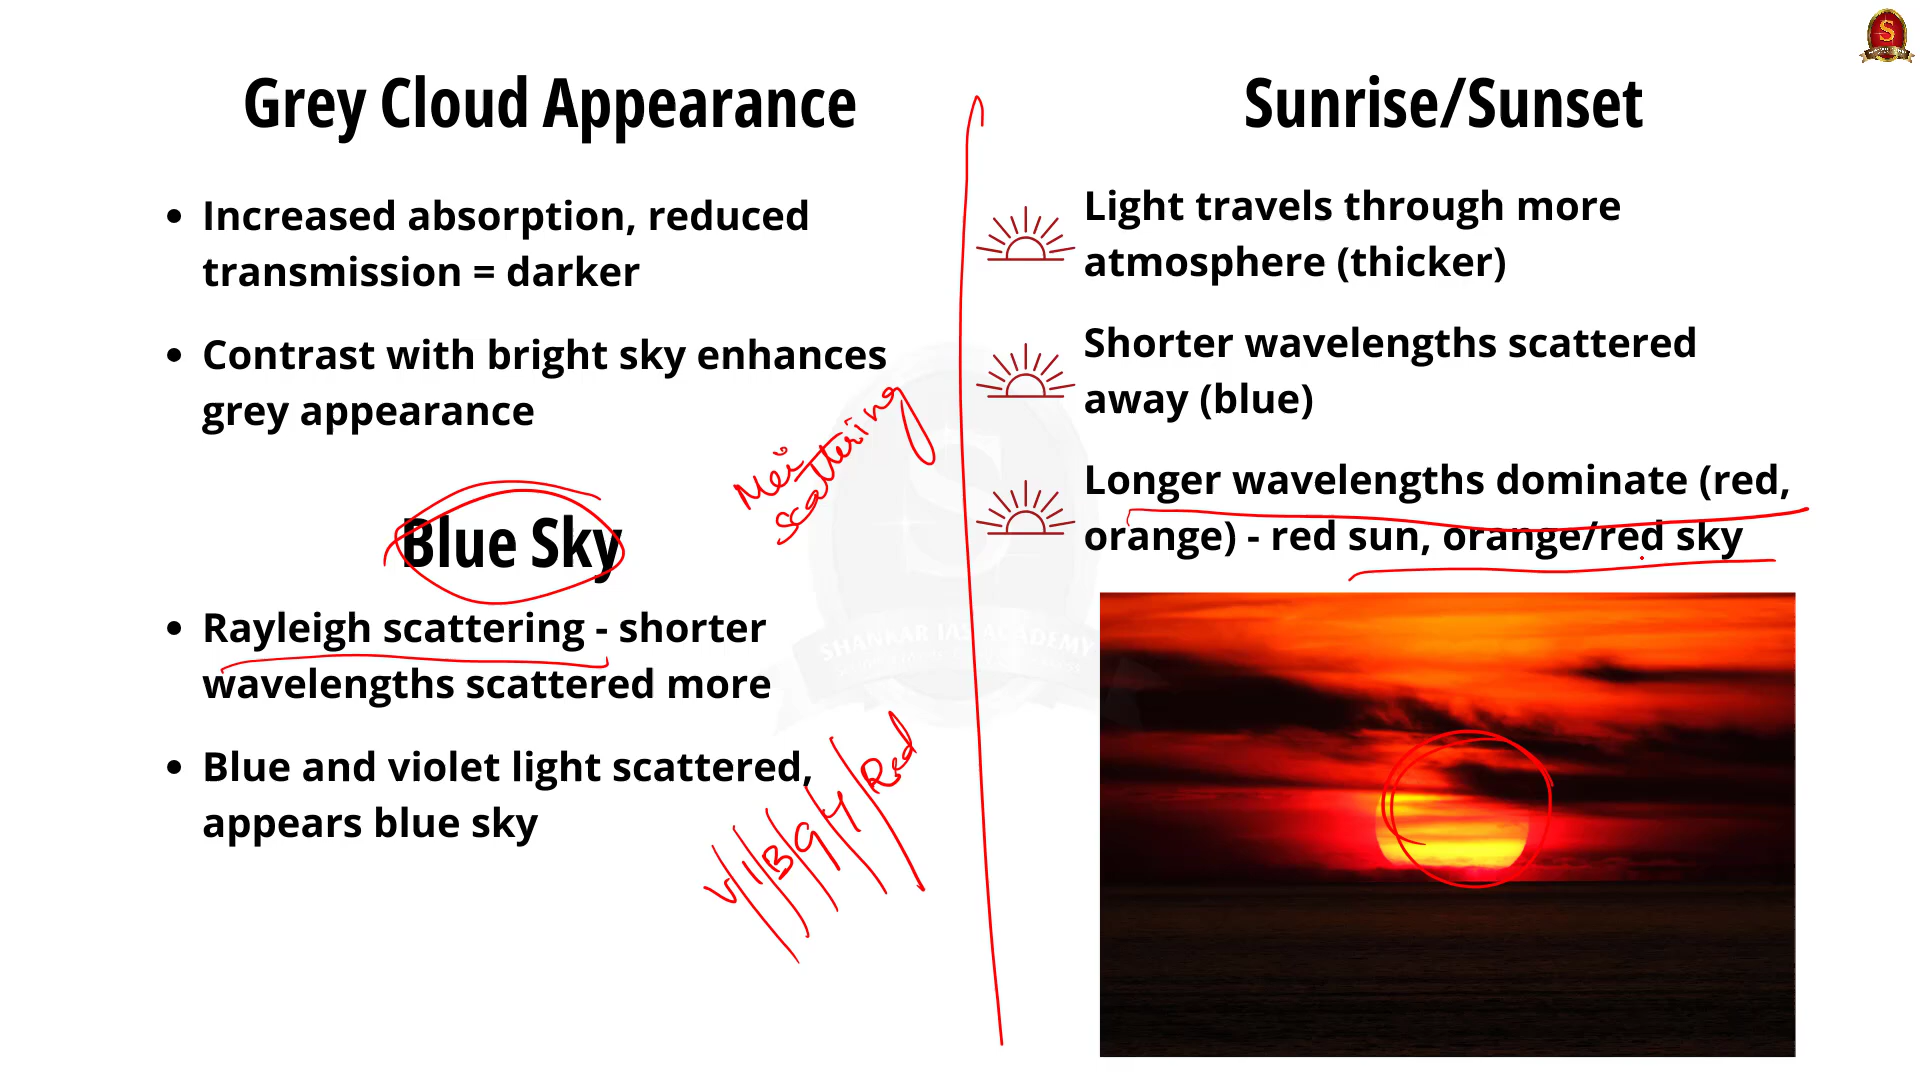 Grey Cloud Appearance
• Increased absorption, reduced
transmission = darker
• Contrast with bright sky enhances
grey appearance
Mei
scattering
Blue Sky
• Rayleigh scattering - shorter
wavelengths scattered more
• Blue and violet light scattered,
appears blue sky
V/I/B/G/Y/Red
Sunrise/Sunset
Light travels through more
atmosphere (thicker)
Shorter wavelengths scattered
away (blue)
Longer wavelengths dominate (red,
orange) - red sun, orange/red sky
S
SHANKAR IAS ACADEMY